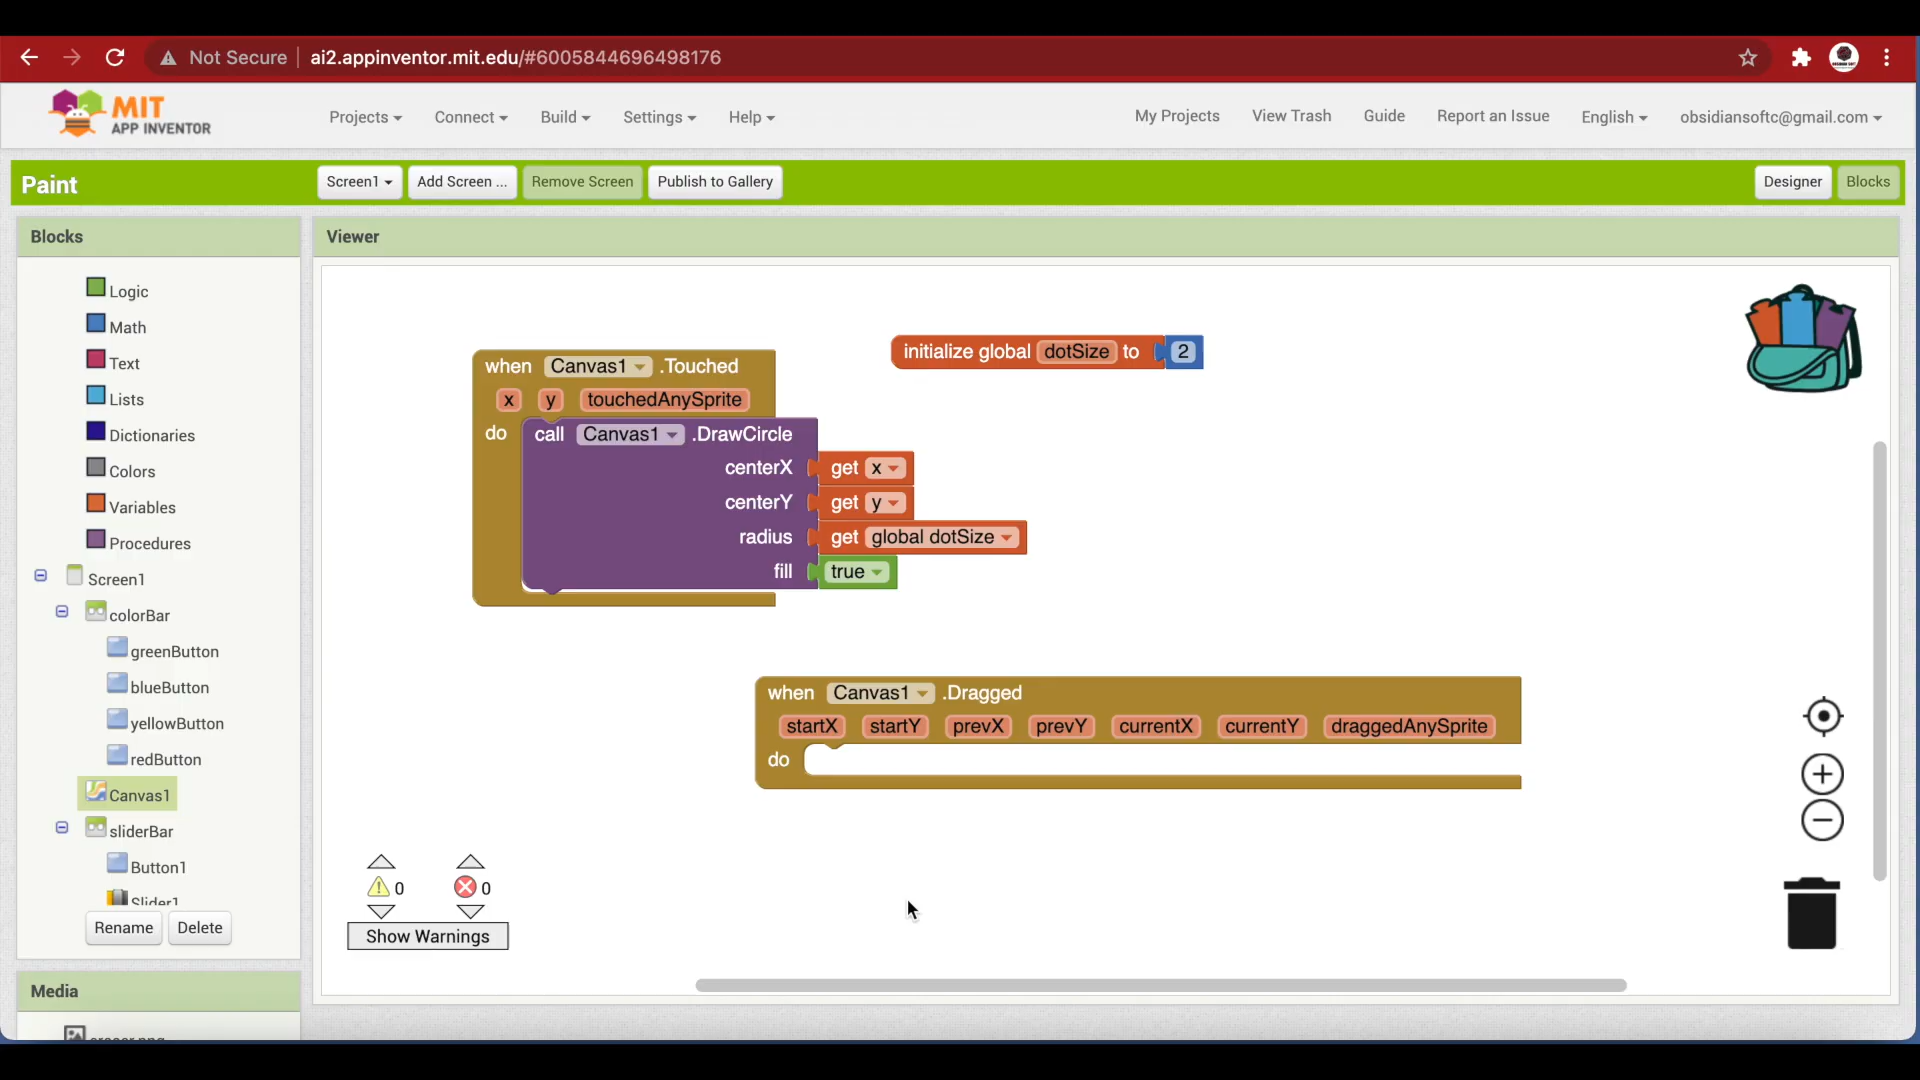 Not Secure ai2.appinventor.mit.edu/#6005844696498176
MIT
APP INVENTOR
Projects Connect Build Settings Help My Projects View Trash Guide Report an Issue English obsidiansoftc@gmail.com
Paint Screen1 Add Screen ... Remove Screen Publish to Gallery Designer Blocks
Blocks
Logic
Math
Text
Lists
Dictionaries
Colors
Variables
Procedures
Screen1
colorBar
greenButton
blueButton
yellowButton
redButton
Canvas1
sliderBar
Button1
Slider1
Rename Delete
Media
Viewer
initialize global dotSize to 2
when Canvas1 .Touched
x y touchedAnySprite
do call Canvas1 .DrawCircle
centerX get x
centerY get y
radius get global dotSize
fill true
when Canvas1 .Dragged
startX startY prevX prevY currentX currentY draggedAnySprite
do
0 0
Show Warnings